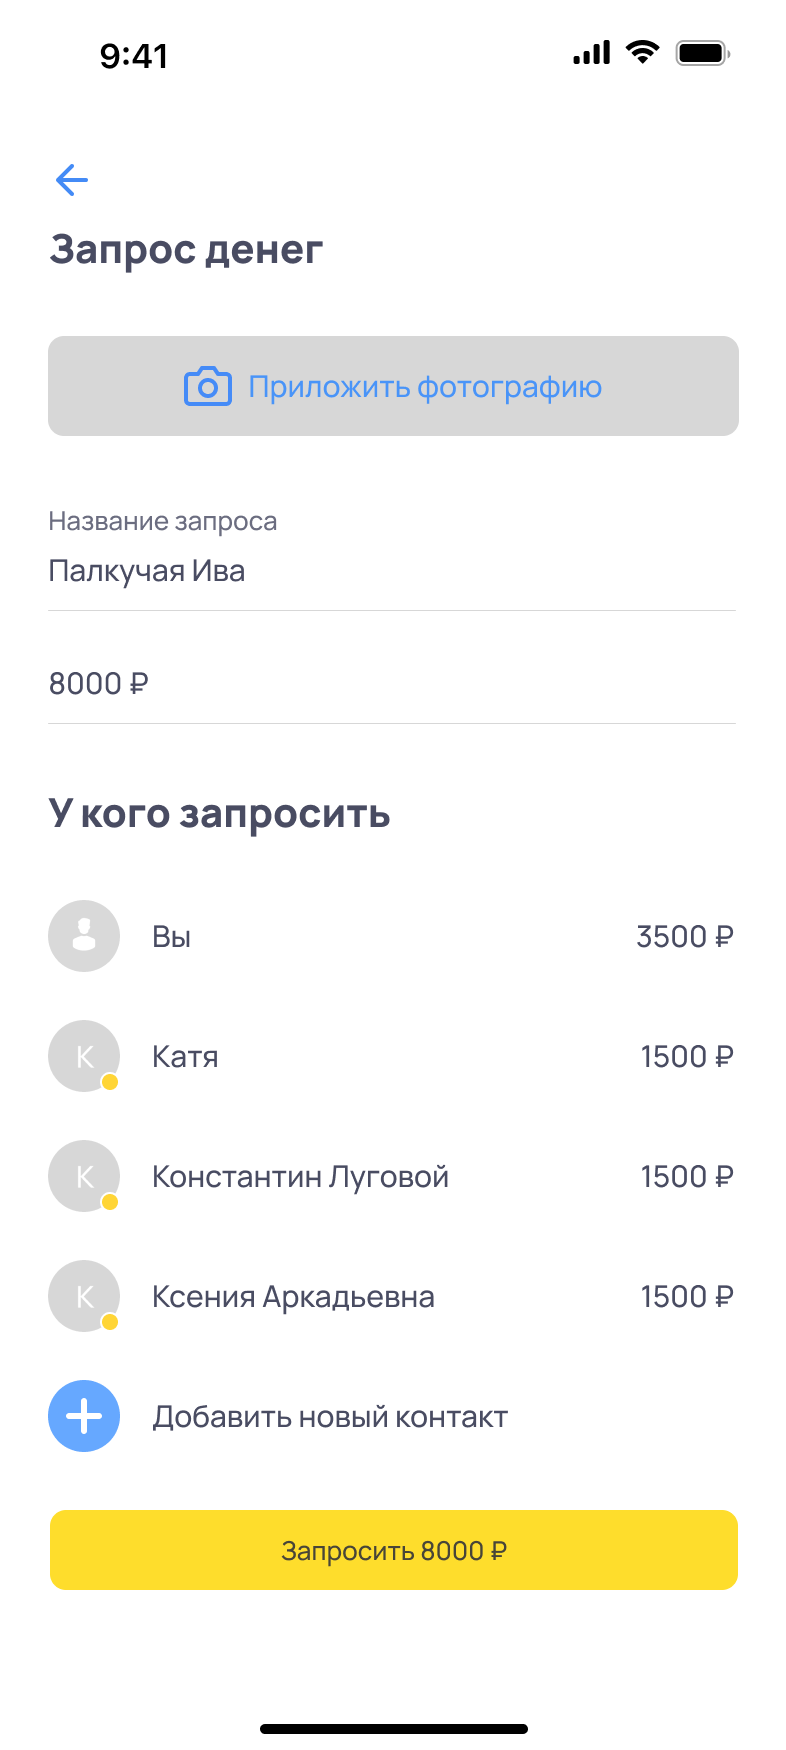 9:41
Запрос денег
Приложить фотографию
Название запроса
Палкучая Ива
8000 ₽
У кого запросить
Вы 3500 ₽
К Катя 1500 ₽
К Константин Луговой 1500 ₽
К Ксения Аркадьевна 1500 ₽
Добавить новый контакт
Запросить 8000 ₽